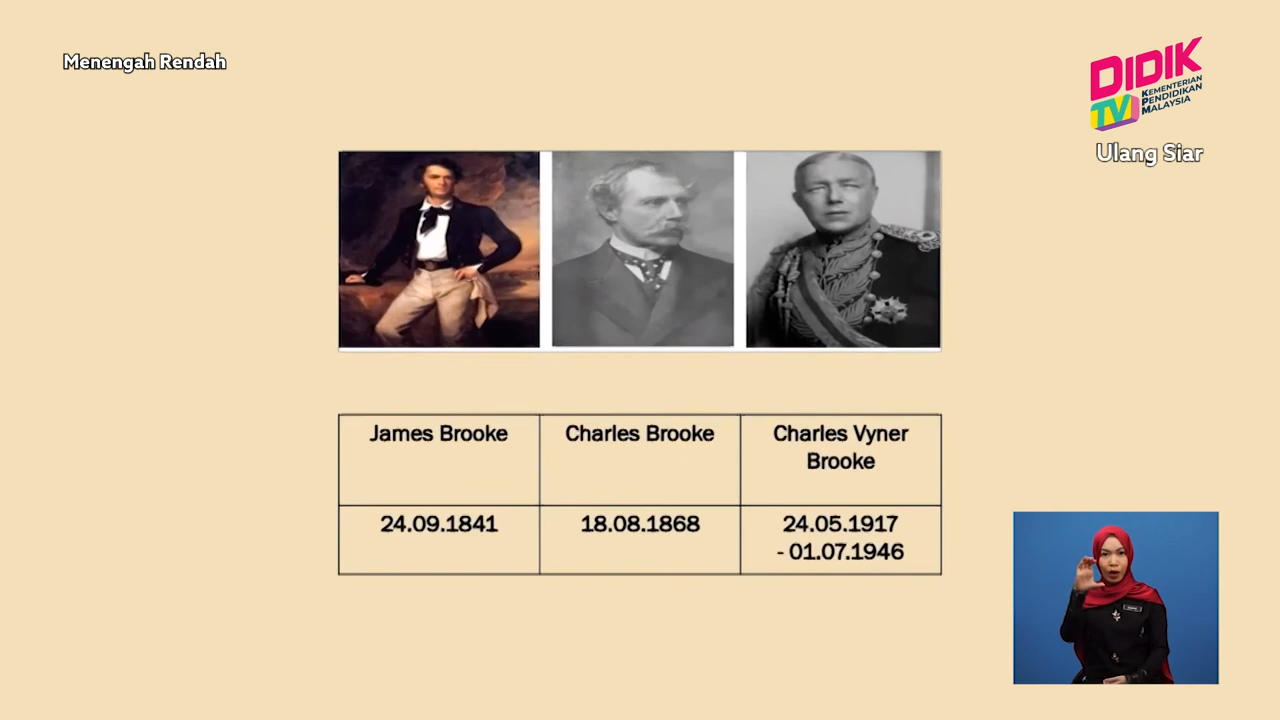 Menengah Rendah
DIDIK
TV
KEMENTERIAN
PENDIDIKAN
MALAYSIA
Ulang Siar
James Brooke
Charles Brooke
Charles Vyner
Brooke
24.09.1841
18.08.1868
24.05.1917
- 01.07.1946